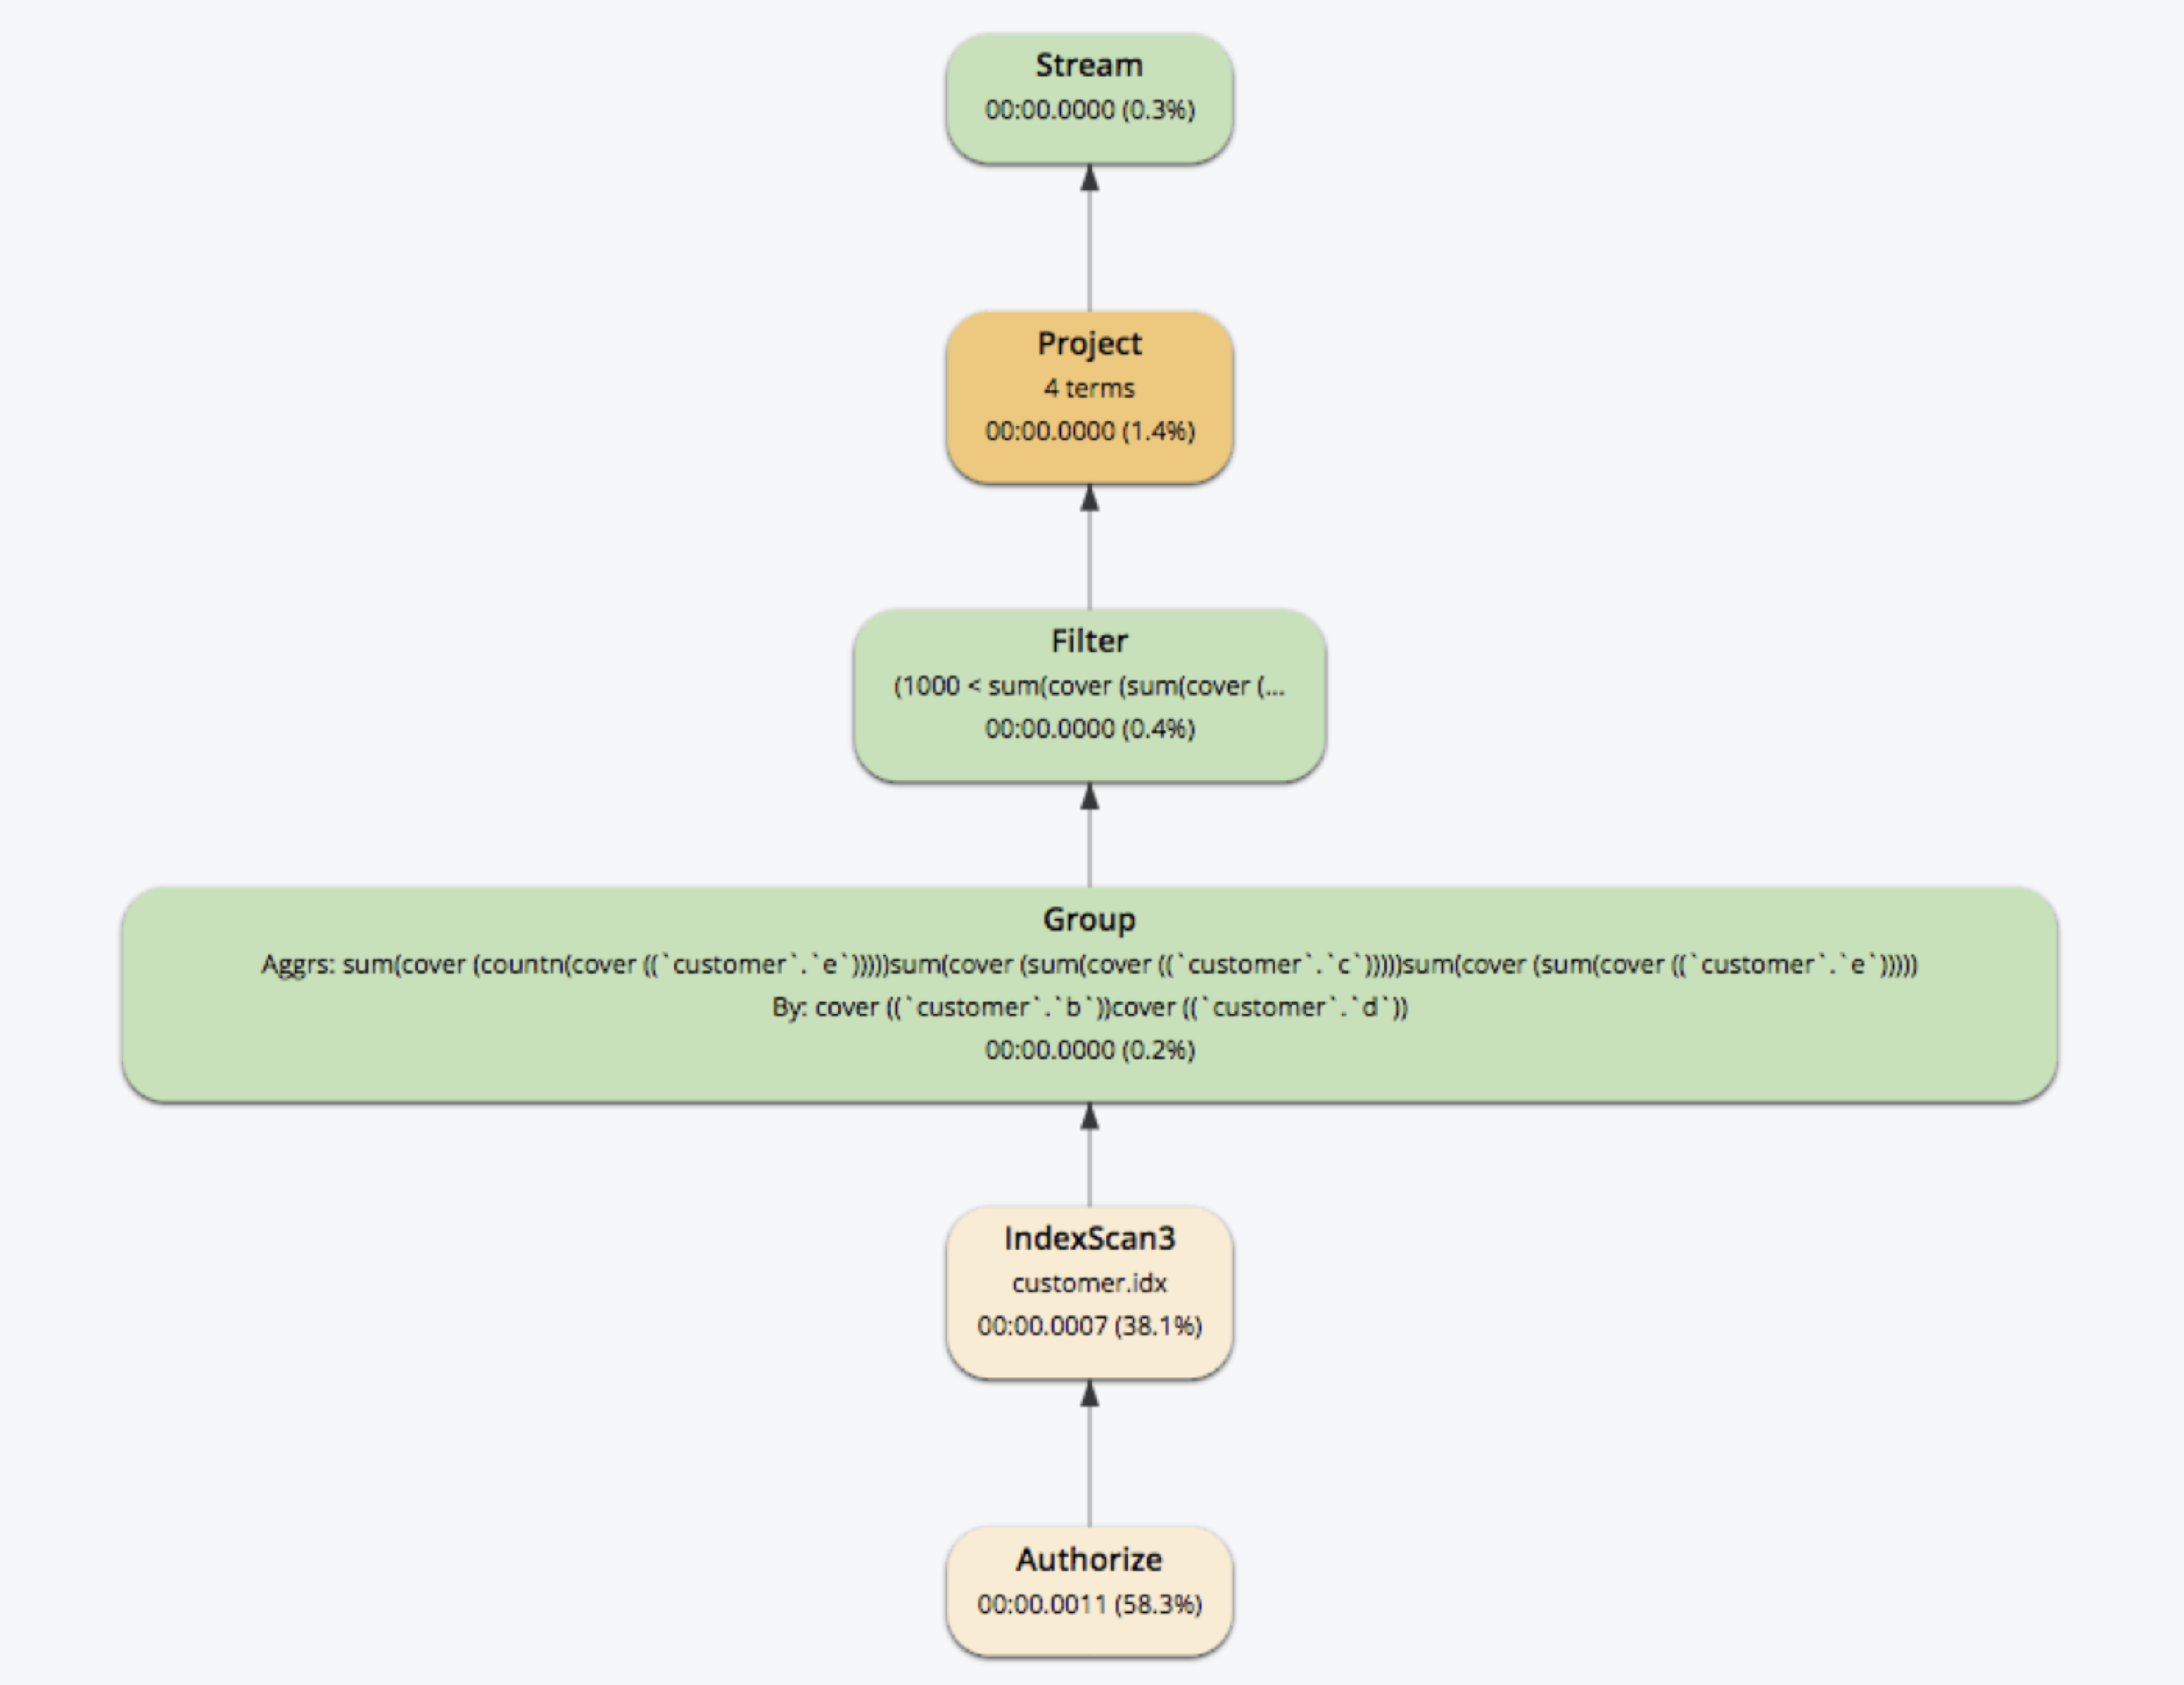 Stream
00:00.0000 (0.3%)
Project
4 terms
00:00.0000 (1.4%)
Filter
(1000 < sum(cover (sum(cover (...
00:00.0000 (0.4%)
Group
Aggrs: sum(cover (countn(cover ((`customer`.`e`)))))sum(cover (sum(cover ((`customer`.`c`)))))sum(cover (sum(cover ((`customer`.`e`)))))
By: cover ((`customer`.`b`))cover ((`customer`.`d`))
00:00.0000 (0.2%)
IndexScan3
customer.idx
00:00.0007 (38.1%)
Authorize
00:00.0011 (58.3%)